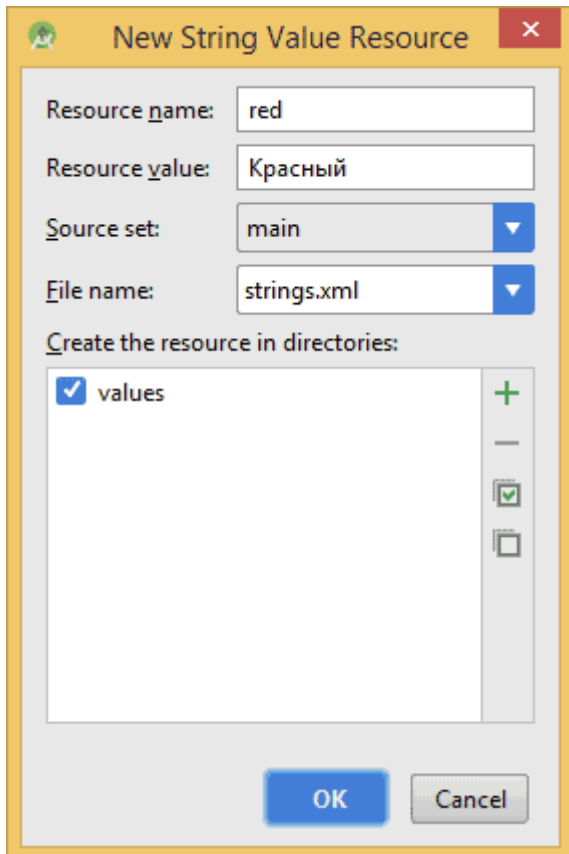 New String Value Resource
Resource name: red
Resource value: Красный
Source set: main
File name: strings.xml
Create the resource in directories:
values
OK Cancel